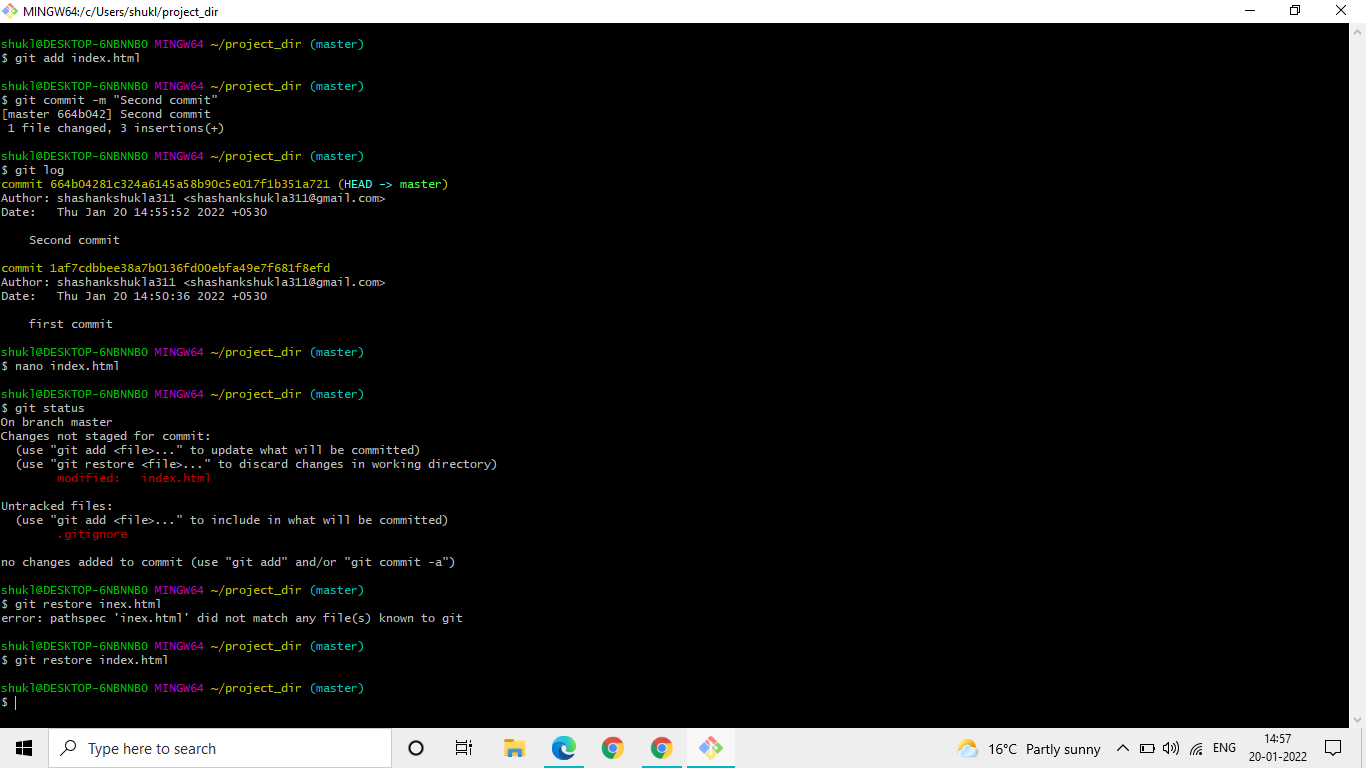 MINGW64:/c/Users/shukl/project_dir
shukl@DESKTOP-6NBNNBO MINGW64 ~/project_dir (master)
$ git add index.html
shukl@DESKTOP-6NBNNBO MINGW64 ~/project_dir (master)
$ git commit -m "Second commit"
[master 664b042] Second commit
 1 file changed, 3 insertions(+)
shukl@DESKTOP-6NBNNBO MINGW64 ~/project_dir (master)
$ git log
commit 664b04281c324a6145a58b90c5e017f1b351a721 (HEAD -> master)
Author: shashankshukla311 <shashankshukla311@gmail.com>
Date:   Thu Jan 20 14:55:52 2022 +0530
    Second commit
commit 1af7cdbbee38a7b0136fd00ebfa49e7f681f8efd
Author: shashankshukla311 <shashankshukla311@gmail.com>
Date:   Thu Jan 20 14:50:36 2022 +0530
    first commit
shukl@DESKTOP-6NBNNBO MINGW64 ~/project_dir (master)
$ nano index.html
shukl@DESKTOP-6NBNNBO MINGW64 ~/project_dir (master)
$ git status
On branch master
Changes not staged for commit:
  (use "git add <file>..." to update what will be committed)
  (use "git restore <file>..." to discard changes in working directory)
        modified:   index.html
Untracked files:
  (use "git add <file>..." to include in what will be committed)
        .gitignore
no changes added to commit (use "git add" and/or "git commit -a")
shukl@DESKTOP-6NBNNBO MINGW64 ~/project_dir (master)
$ git restore inex.html
error: pathspec 'inex.html' did not match any file(s) known to git
shukl@DESKTOP-6NBNNBO MINGW64 ~/project_dir (master)
$ git restore index.html
shukl@DESKTOP-6NBNNBO MINGW64 ~/project_dir (master)
$
Type here to search
16°C Partly sunny
ENG
14:57
20-01-2022